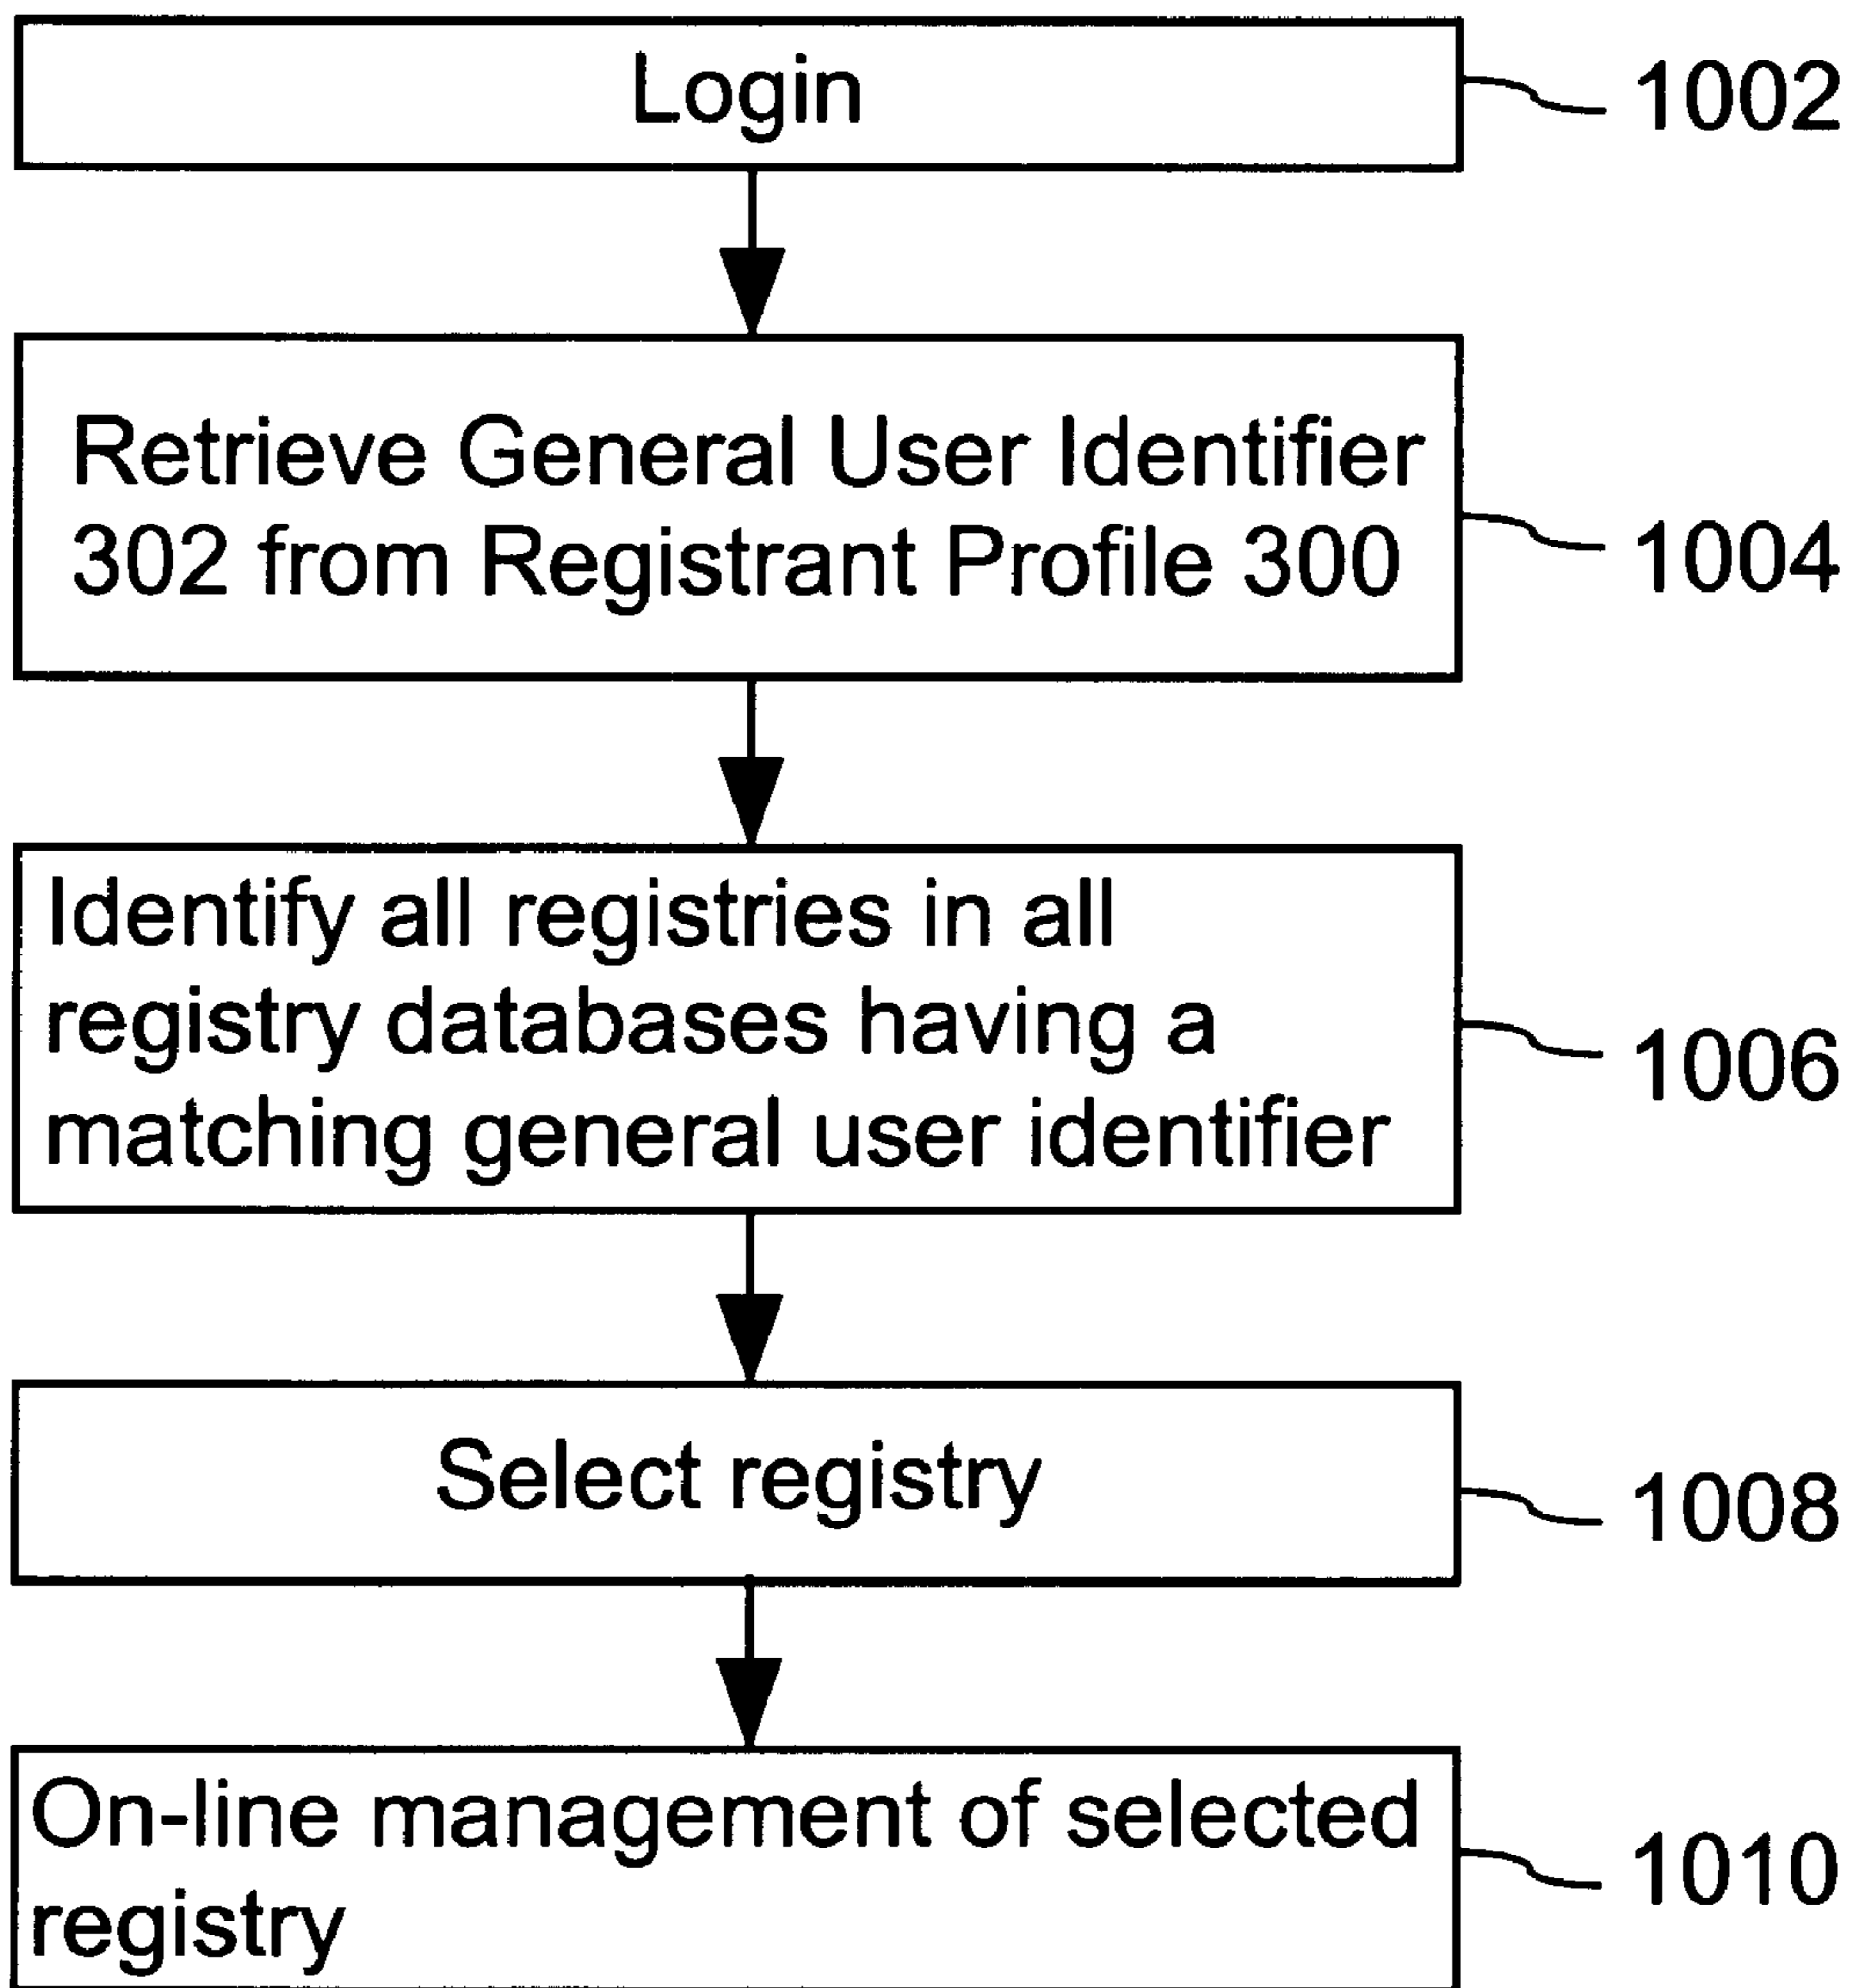 Login
1002
Retrieve General User Identifier
302 from Registrant Profile 300
1004
Identify all registries in all
registry databases having a
matching general user identifier
1006
Select registry
1008
On-line management of selected
registry
1010